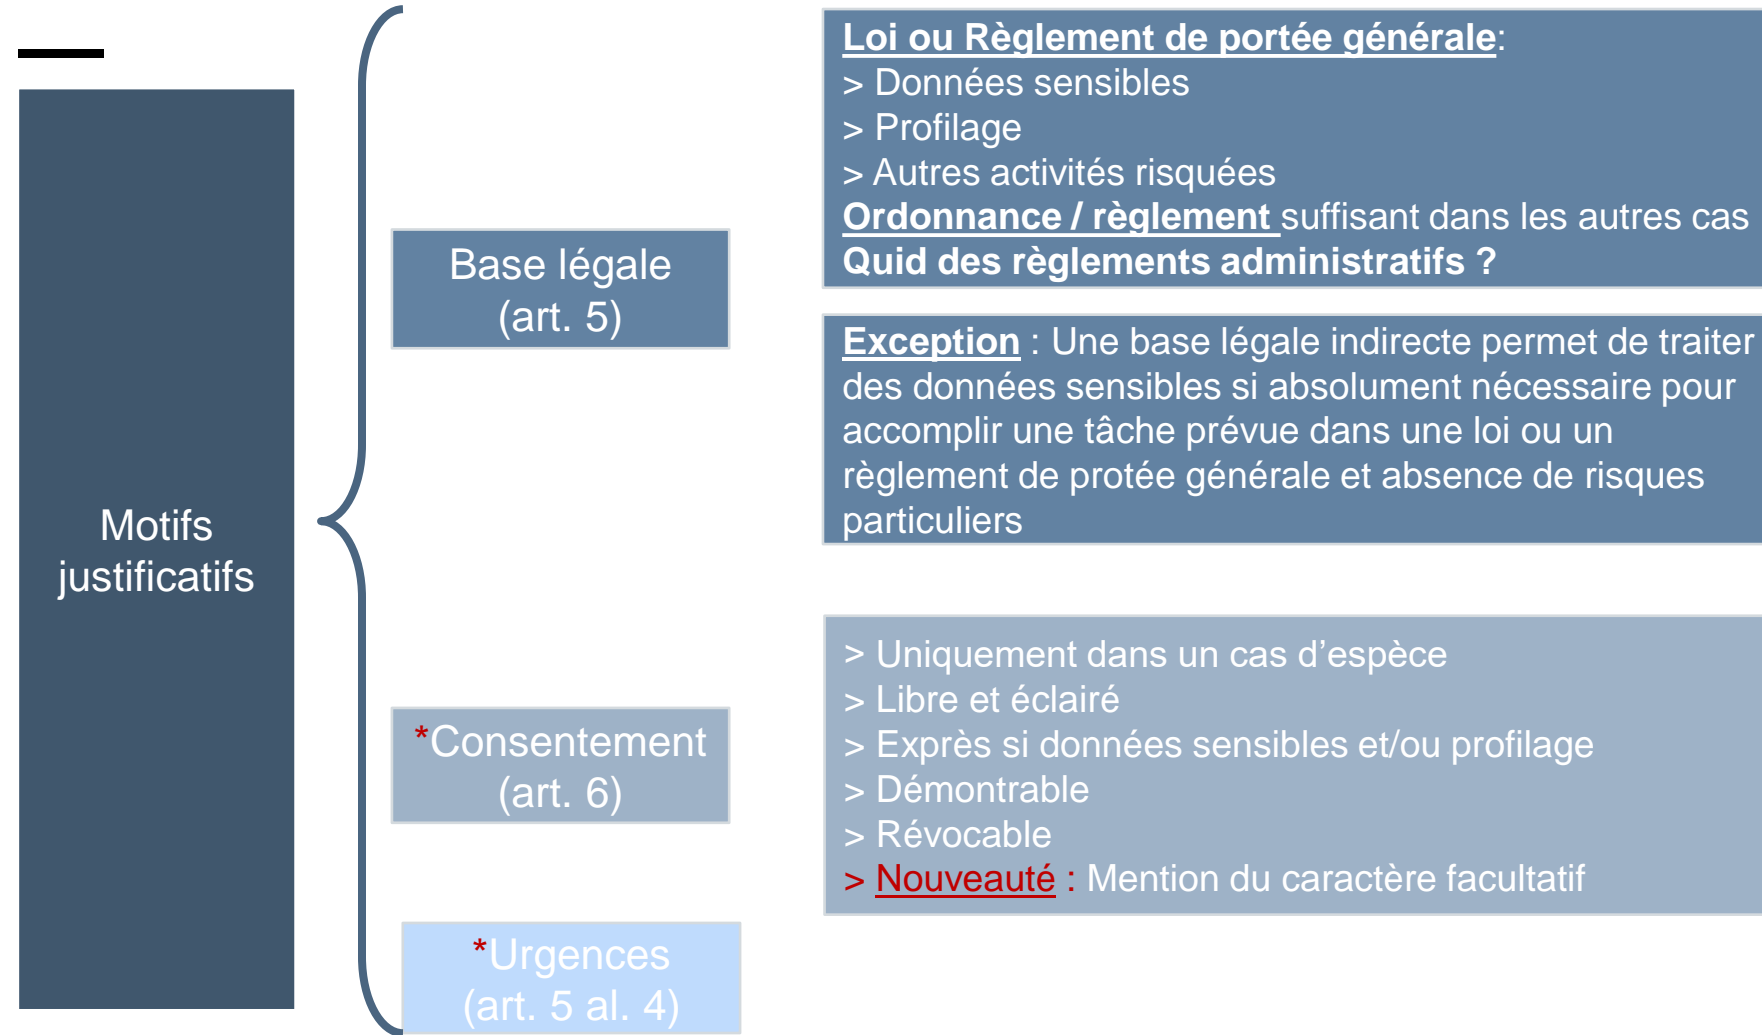 Motifs
justificatifs
Base légale
(art. 5)
Loi ou Règlement de portée générale:
> Données sensibles
> Profilage
> Autres activités risquées
Ordonnance / règlement suffisant dans les autres cas
Quid des règlements administratifs ?
Exception : Une base légale indirecte permet de traiter
des données sensibles si absolument nécessaire pour
accomplir une tâche prévue dans une loi ou un
règlement de protée générale et absence de risques
particuliers
*Consentement
(art. 6)
> Uniquement dans un cas d’espèce
> Libre et éclairé
> Exprès si données sensibles et/ou profilage
> Démontrable
> Révocable
> Nouveauté : Mention du caractère facultatif
*Urgences
(art. 5 al. 4)